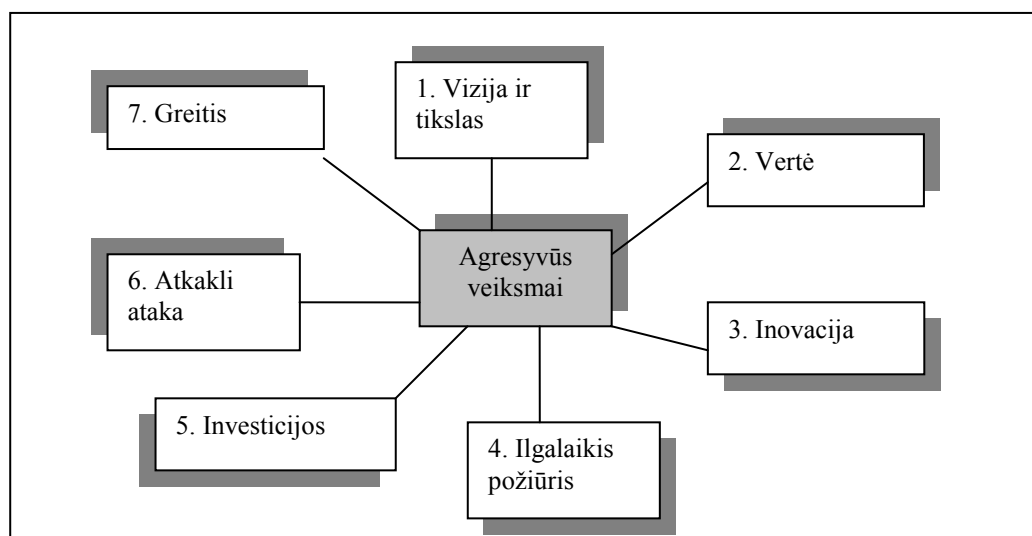 1. Vizija ir
tikslas
2. Vertė
3. Inovacija
4. Ilgalaikis
požiūris
5. Investicijos
6. Atkakli
ataka
7. Greitis
Agresyvūs
veiksmai